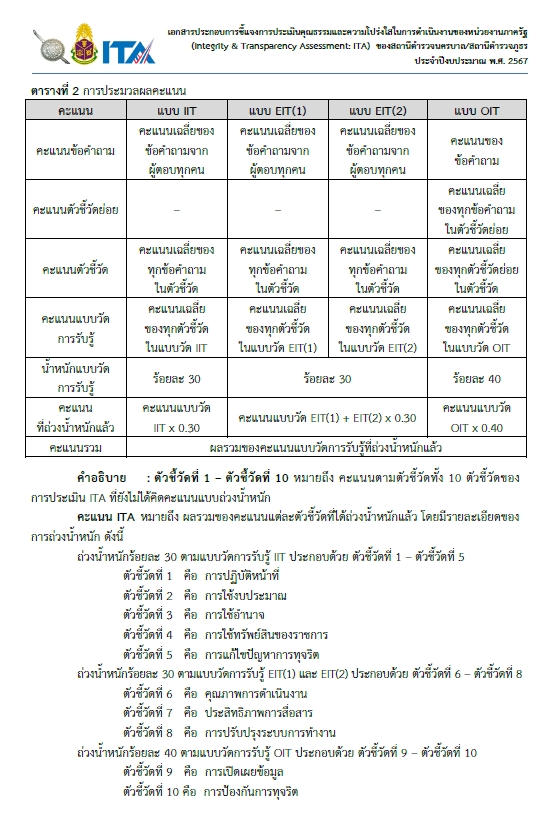 ITA
เอกสารประกอบการชี้แจงการประเมินคุณธรรมและความโปร่งใสในการดำเนินงานของหน่วยงานภาครัฐ
(Integrity & Transparency Assessment: ITA) ของสถานีตำรวจนครบาล/สถานีตำรวจภูธร
ประจำปีงบประมาณ พ.ศ. 2567
ตารางที่ 2 การประมวลผลคะแนน
คะแนน แบบ IIT แบบ EIT(1) แบบ EIT(2) แบบ OIT
คะแนนข้อคำถาม
คะแนนเฉลี่ยของ
ข้อคำถามจาก
ผู้ตอบทุกคน
คะแนนเฉลี่ยของ
ข้อคำถามจาก
ผู้ตอบทุกคน
คะแนนเฉลี่ยของ
ข้อคำถามจาก
ผู้ตอบทุกคน
คะแนนของ
ข้อคำถาม
คะแนนตัวชี้วัดย่อย
–
–
–
คะแนนเฉลี่ย
ของทุกข้อคำถาม
ในตัวชี้วัดย่อย
คะแนนตัวชี้วัด
คะแนนเฉลี่ยของ
ทุกข้อคำถาม
ในตัวชี้วัด
คะแนนเฉลี่ยของ
ทุกข้อคำถาม
ในตัวชี้วัด
คะแนนเฉลี่ยของ
ทุกข้อคำถาม
ในตัวชี้วัด
คะแนนเฉลี่ย
ของทุกตัวชี้วัดย่อย
ในตัวชี้วัด
คะแนนแบบวัด
การรับรู้
คะแนนเฉลี่ย
ของทุกตัวชี้วัด
ในแบบวัด IIT
คะแนนเฉลี่ย
ของทุกตัวชี้วัด
ในแบบวัด EIT(1)
คะแนนเฉลี่ย
ของทุกตัวชี้วัด
ในแบบวัด EIT(2)
คะแนนเฉลี่ย
ของทุกตัวชี้วัด
ในแบบวัด OIT
น้ำหนักแบบวัด
การรับรู้
ร้อยละ 30
ร้อยละ 30
ร้อยละ 40
คะแนน
ที่ถ่วงน้ำหนักแล้ว
คะแนนแบบวัด
IIT x 0.30
คะแนนแบบวัด EIT(1) + EIT(2) x 0.30
คะแนนแบบวัด
OIT x 0.40
คะแนนรวม ผลรวมของคะแนนแบบวัดการรับรู้ที่ถ่วงน้ำหนักแล้ว
คำอธิบาย : ตัวชี้วัดที่ 1 – ตัวชี้วัดที่ 10 หมายถึง คะแนนตามตัวชี้วัดทั้ง 10 ตัวชี้วัดของ
การประเมิน ITA ที่ยังไม่ได้คิดคะแนนแบบถ่วงน้ำหนัก
คะแนน ITA หมายถึง ผลรวมของคะแนนแต่ละตัวชี้วัดที่ได้ถ่วงน้ำหนักแล้ว โดยมีรายละเอียดของ
การถ่วงน้ำหนัก ดังนี้
ถ่วงน้ำหนักร้อยละ 30 ตามแบบวัดการรับรู้ IIT ประกอบด้วย ตัวชี้วัดที่ 1 – ตัวชี้วัดที่ 5
ตัวชี้วัดที่ 1 คือ การปฏิบัติหน้าที่
ตัวชี้วัดที่ 2 คือ การใช้งบประมาณ
ตัวชี้วัดที่ 3 คือ การใช้อำนาจ
ตัวชี้วัดที่ 4 คือ การใช้ทรัพย์สินของราชการ
ตัวชี้วัดที่ 5 คือ การแก้ไขปัญหาการทุจริต
ถ่วงน้ำหนักร้อยละ 30 ตามแบบวัดการรับรู้ EIT(1) และ EIT(2) ประกอบด้วย ตัวชี้วัดที่ 6 – ตัวชี้วัดที่ 8
ตัวชี้วัดที่ 6 คือ คุณภาพการดำเนินงาน
ตัวชี้วัดที่ 7 คือ ประสิทธิภาพการสื่อสาร
ตัวชี้วัดที่ 8 คือ การปรับปรุงระบบการทำงาน
ถ่วงน้ำหนักร้อยละ 40 ตามแบบวัดการรับรู้ OIT ประกอบด้วย ตัวชี้วัดที่ 9 – ตัวชี้วัดที่ 10
ตัวชี้วัดที่ 9 คือ การเปิดเผยข้อมูล
ตัวชี้วัดที่ 10 คือ การป้องกันการทุจริต